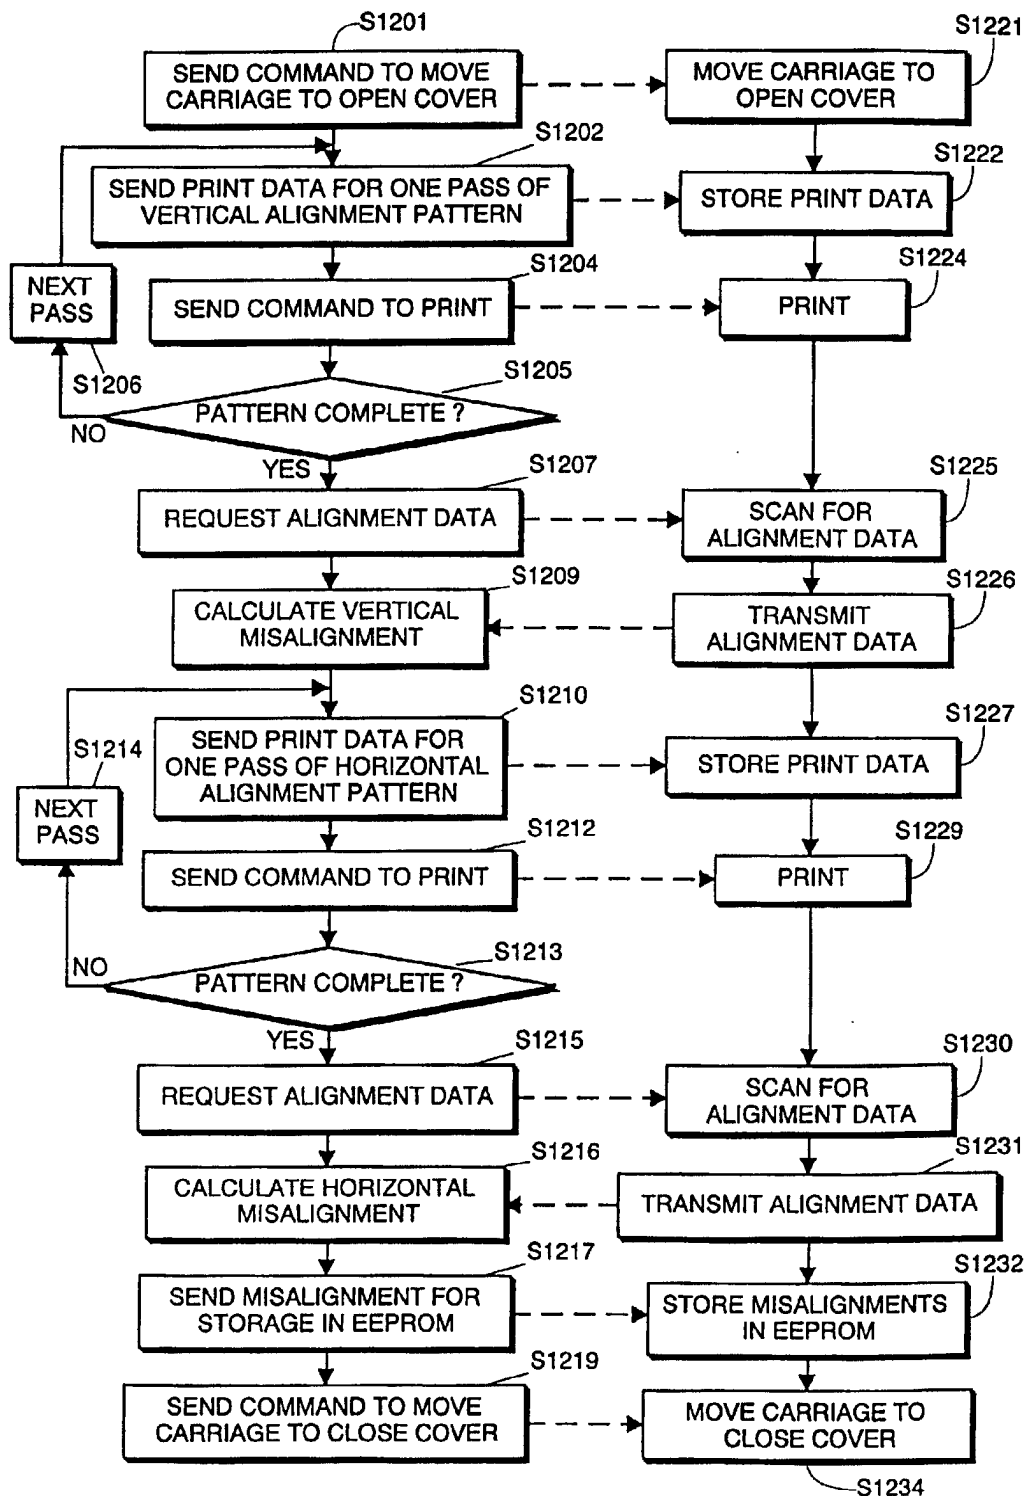 S1201
SEND COMMAND TO MOVE
CARRIAGE TO OPEN COVER
S1221
MOVE CARRIAGE TO
OPEN COVER
S1202
SEND PRINT DATA FOR ONE PASS OF
VERTICAL ALIGNMENT PATTERN
S1222
STORE PRINT DATA
NEXT
PASS
S1206
S1204
SEND COMMAND TO PRINT
S1224
PRINT
S1205
PATTERN COMPLETE ?
NO
YES
S1207
REQUEST ALIGNMENT DATA
S1225
SCAN FOR
ALIGNMENT DATA
S1209
CALCULATE VERTICAL
MISALIGNMENT
S1226
TRANSMIT
ALIGNMENT DATA
S1210
SEND PRINT DATA FOR
ONE PASS OF HORIZONTAL
ALIGNMENT PATTERN
S1227
STORE PRINT DATA
S1214
NEXT
PASS
S1212
SEND COMMAND TO PRINT
S1229
PRINT
S1213
PATTERN COMPLETE ?
NO
YES
S1215
REQUEST ALIGNMENT DATA
S1230
SCAN FOR
ALIGNMENT DATA
S1216
CALCULATE HORIZONTAL
MISALIGNMENT
S1231
TRANSMIT ALIGNMENT DATA
S1217
SEND MISALIGNMENT FOR
STORAGE IN EEPROM
S1232
STORE MISALIGNMENTS
IN EEPROM
S1219
SEND COMMAND TO MOVE
CARRIAGE TO CLOSE COVER
MOVE CARRIAGE TO
CLOSE COVER
S1234